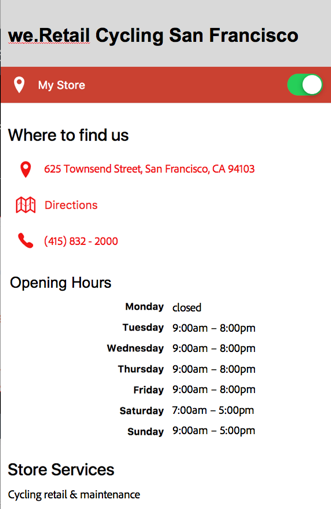 we.Retail Cycling San Francisco
My Store
Where to find us
625 Townsend Street, San Francisco, CA 94103
Directions
(415) 832 - 2000
Opening Hours
Monday closed
Tuesday 9:00am – 8:00pm
Wednesday 9:00am – 8:00pm
Thursday 9:00am – 8:00pm
Friday 9:00am – 8:00pm
Saturday 7:00am – 5:00pm
Sunday 9:00am – 5:00pm
Store Services
Cycling retail & maintenance